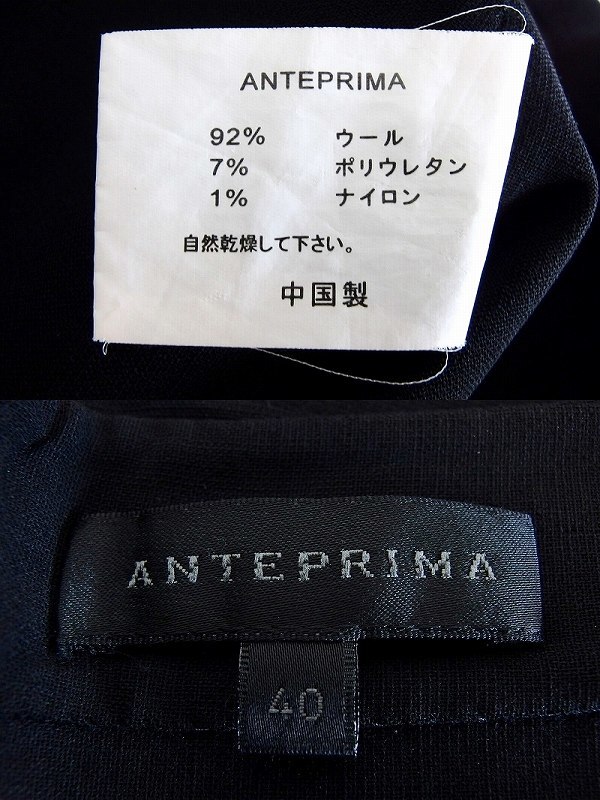 ANTEPRIMA
92% ウール
7% ポリウレタン
1% ナイロン
自然乾燥して下さい。
中国製
ANTEPRIMA
40